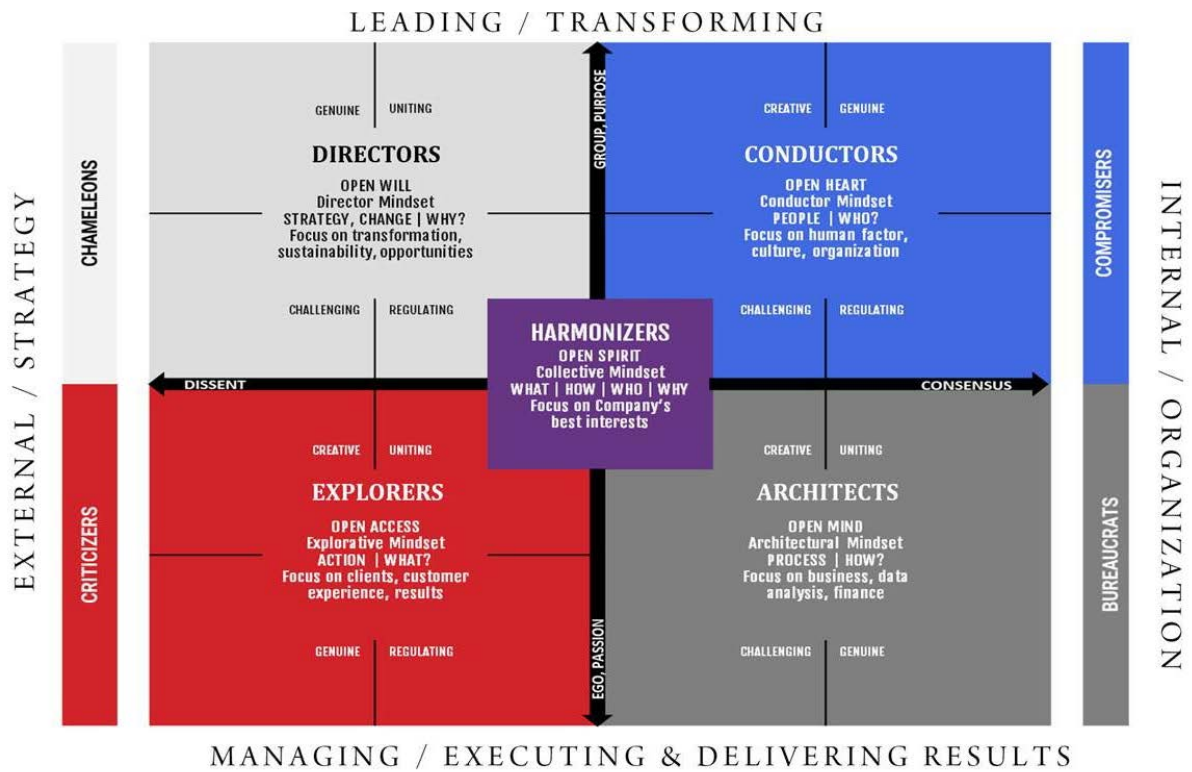 LEADING / TRANSFORMING
EXTERNAL / STRATEGY
CHAMELEONS
CRITICIZERS
GENUINE | UNITING
DIRECTORS
OPEN WILL
Director Mindset
STRATEGY, CHANGE | WHY?
Focus on transformation,
sustainability, opportunities
CHALLENGING | REGULATING
GROUP, PURPOSE
CREATIVE | GENUINE
CONDUCTORS
OPEN HEART
Conductor Mindset
PEOPLE | WHO?
Focus on human factor,
culture, organization
CHALLENGING | REGULATING
DISSENT
HARMONIZERS
OPEN SPIRIT
Collective Mindset
WHAT | HOW | WHO | WHY
Focus on Company's
best interests
CONSENSUS
CREATIVE | UNITING
EXPLORERS
OPEN ACCESS
Explorative Mindset
ACTION | WHAT?
Focus on clients, customer
experience, results
GENUINE | REGULATING
EGO, PASSION
CREATIVE | UNITING
ARCHITECTS
OPEN MIND
Architectural Mindset
PROCESS | HOW?
Focus on business, data
analysis, finance
CHALLENGING | GENUINE
COMPROMISERS
BUREAUCRATS
INTERNAL / ORGANIZATION
MANAGING / EXECUTING & DELIVERING RESULTS